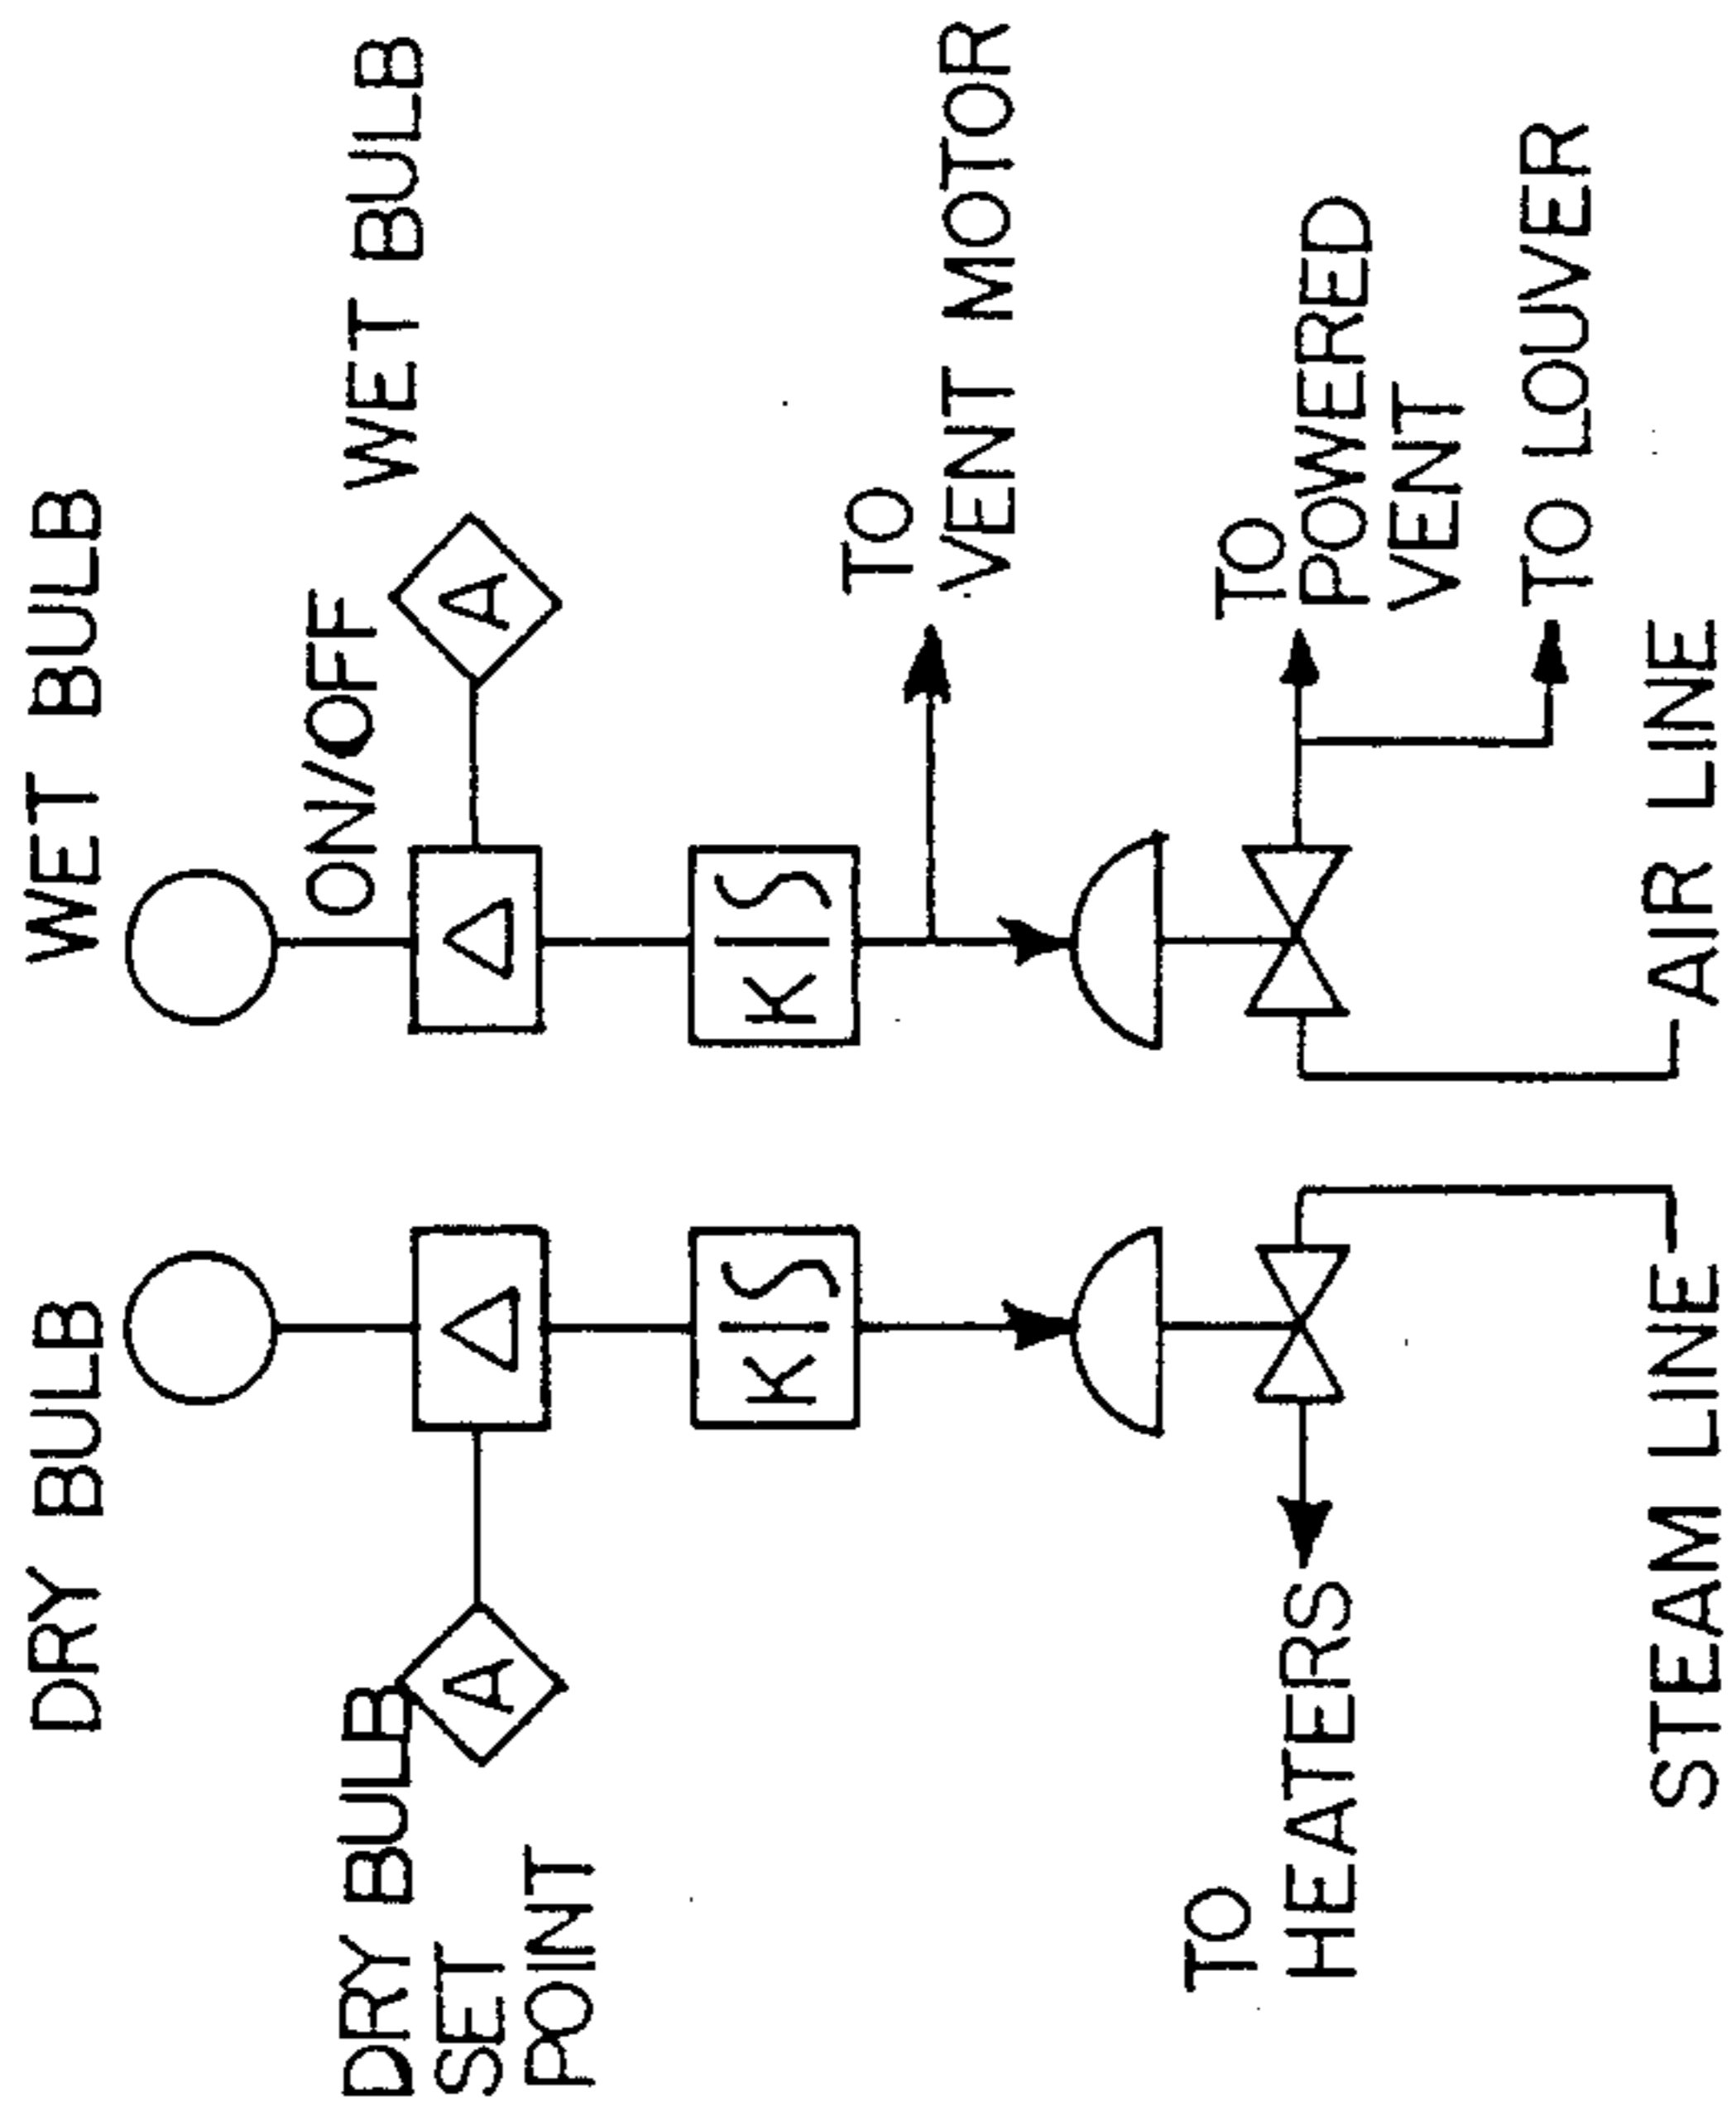 DRY BULB
WET BULB
DRY BULB
SET
POINT
A
Δ
ON/OFF
Δ
A
WET BULB
K|S
K|S
TO
VENT MOTOR
TO
HEATERS
TO
POWERED
VENT
TO LOUVER
STEAM LINE
AIR LINE